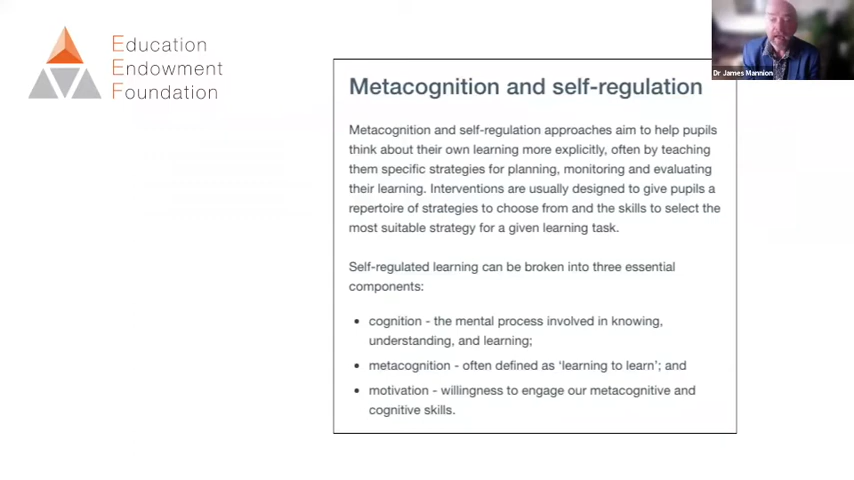 Education
Endowment
Foundation
Dr James Mannion
Metacognition and self-regulation
Metacognition and self-regulation approaches aim to help pupils
think about their own learning more explicitly, often by teaching
them specific strategies for planning, monitoring and evaluating
their learning. Interventions are usually designed to give pupils a
repertoire of strategies to choose from and the skills to select the
most suitable strategy for a given learning task.
Self-regulated learning can be broken into three essential
components:
• cognition - the mental process involved in knowing,
understanding, and learning;
• metacognition - often defined as ‘learning to learn’; and
• motivation - willingness to engage our metacognitive and
cognitive skills.